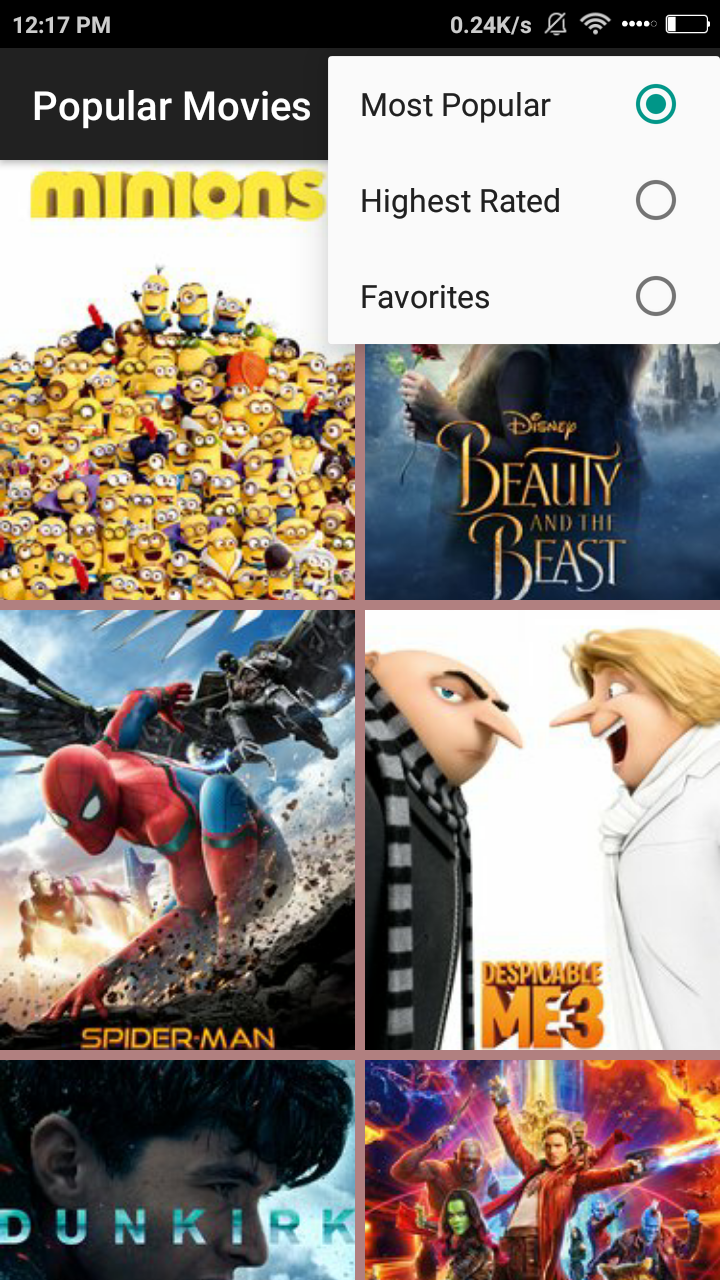 12:17 PM 0.24K/s
Popular Movies
Most Popular
Highest Rated
Favorites
MINIONS
Disney
BEAUTY
AND THE
BEAST
SPIDER-MAN
DESPICABLE
ME3
DUNKIRK